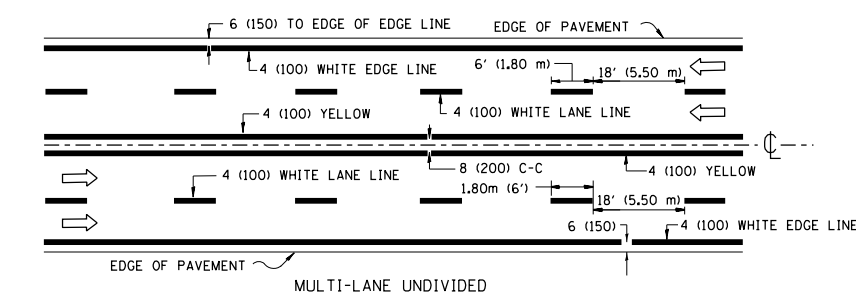 6 (150) TO EDGE OF EDGE LINE
EDGE OF PAVEMENT
4 (100) WHITE EDGE LINE
6' (1.80 m)
18' (5.50 m)
4 (100) YELLOW
4 (100) WHITE LANE LINE
℄
4 (100) WHITE LANE LINE
8 (200) C-C
4 (100) YELLOW
1.80m (6')
18' (5.50 m)
6 (150)
4 (100) WHITE EDGE LINE
EDGE OF PAVEMENT
MULTI-LANE UNDIVIDED